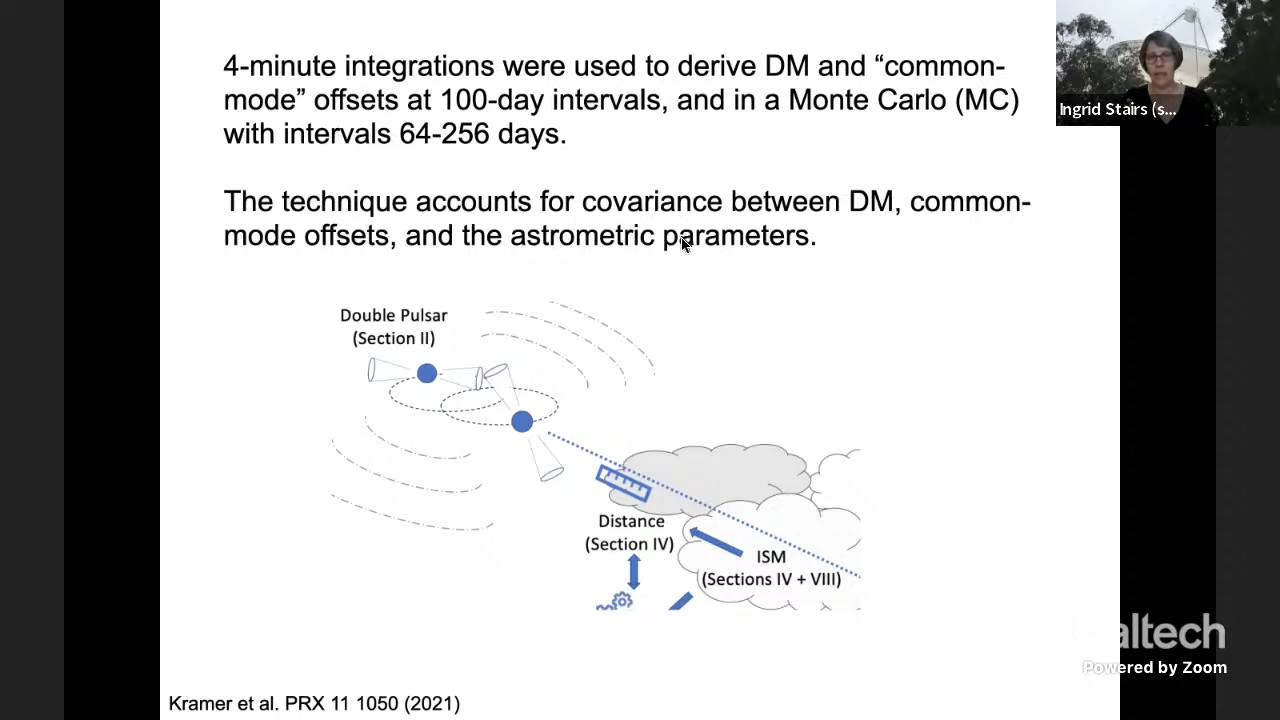 4-minute integrations were used to derive DM and “common-
mode” offsets at 100-day intervals, and in a Monte Carlo (MC)
with intervals 64-256 days.
The technique accounts for covariance between DM, common-
mode offsets, and the astrometric parameters.
Ingrid Stairs (s...
Double Pulsar
(Section II)
Distance
(Section IV)
ISM
(Sections IV + VIII)
altech
Powered by Zoom
Kramer et al. PRX 11 1050 (2021)